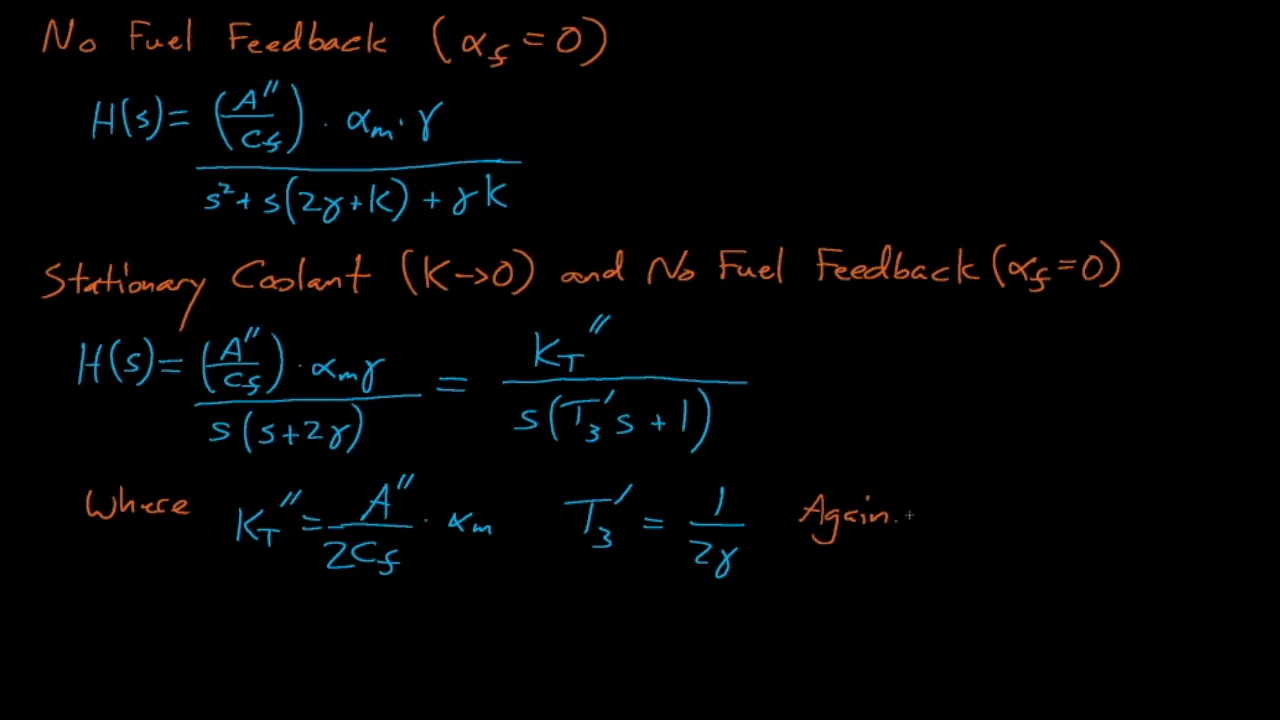 No Fuel Feedback (α_f = 0)
H(s) = (A''/C_f) · α_m · γ
s² + s(2γ + K) + γK
Stationary Coolant (K → 0) and No Fuel Feedback (α_f = 0)
H(s) = (A''/C_f) · α_m γ / s(s + 2γ) = K_T'' / s(T_3' s + 1)
Where K_T'' = A''/2C_f · α_m T_3' = 1/2γ Again.